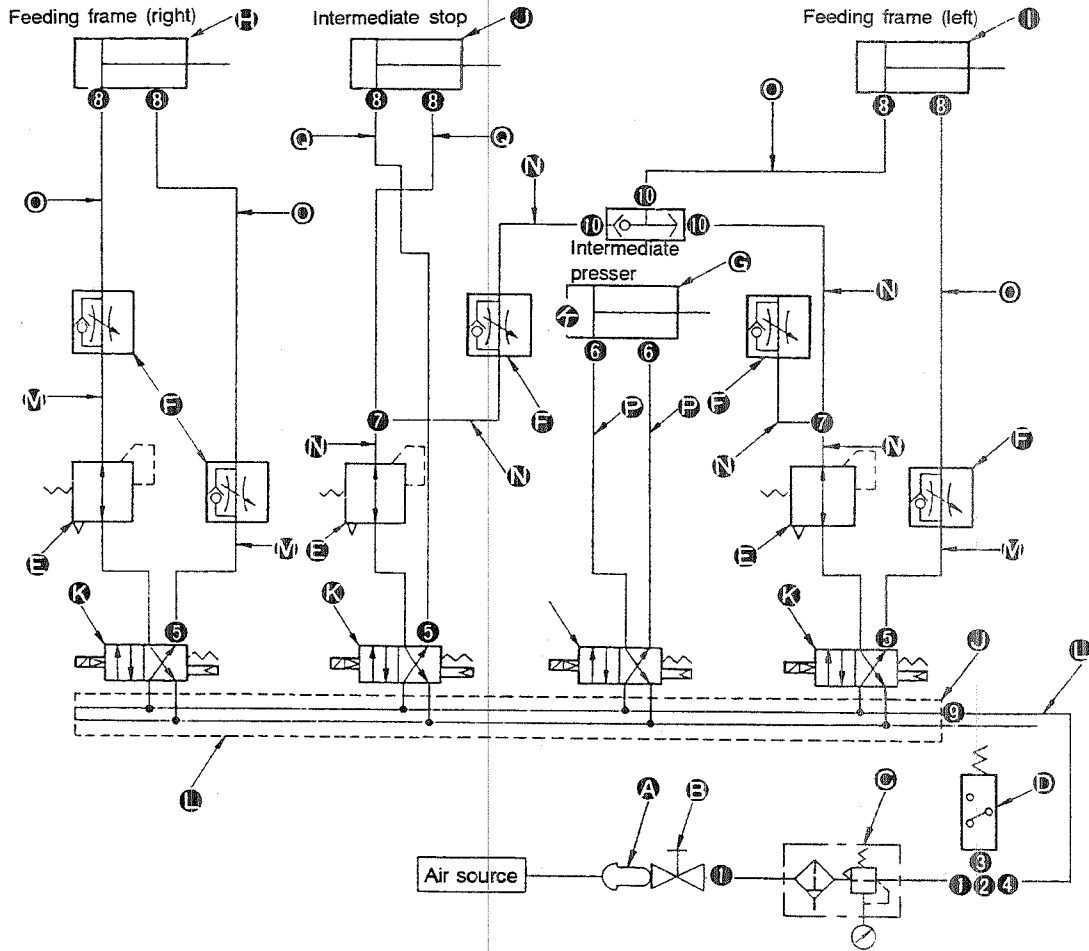 Feeding frame (right) H
Intermediate stop J
Feeding frame (left) I
8 8
8 8
8 8
O
Q Q
N
O O
10
10 10
Intermediate
presser
G
N
O
6 6
M
F
P P
F
7
7
N
N
N
N
F
F
E
E
E
M
M
K
K
K
5
5
5
J
U
9
L
A
B
C
D
3
Air source
1
1 2 4